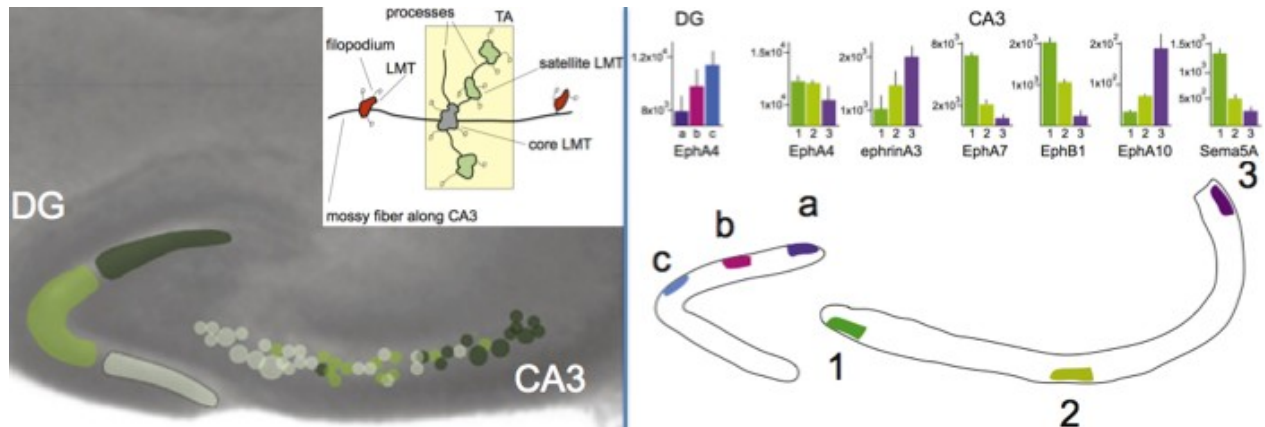 processes
TA
filopodium
LMT
satellite LMT
core LMT
mossy fiber along CA3
DG
CA3
DG
CA3
1.2x10⁴
8x10³
a b c
EphA4
1.5x10⁴
1x10⁴
1 2 3
EphA4
2x10³
1x10³
1 2 3
ephrinA3
8x10³
2x10³
1 2 3
EphA7
2x10³
1x10³
1 2 3
EphB1
2x10²
1x10²
1 2 3
EphA10
1.5x10³
5x10²
1 2 3
Sema5A
a
b
c
1
2
3